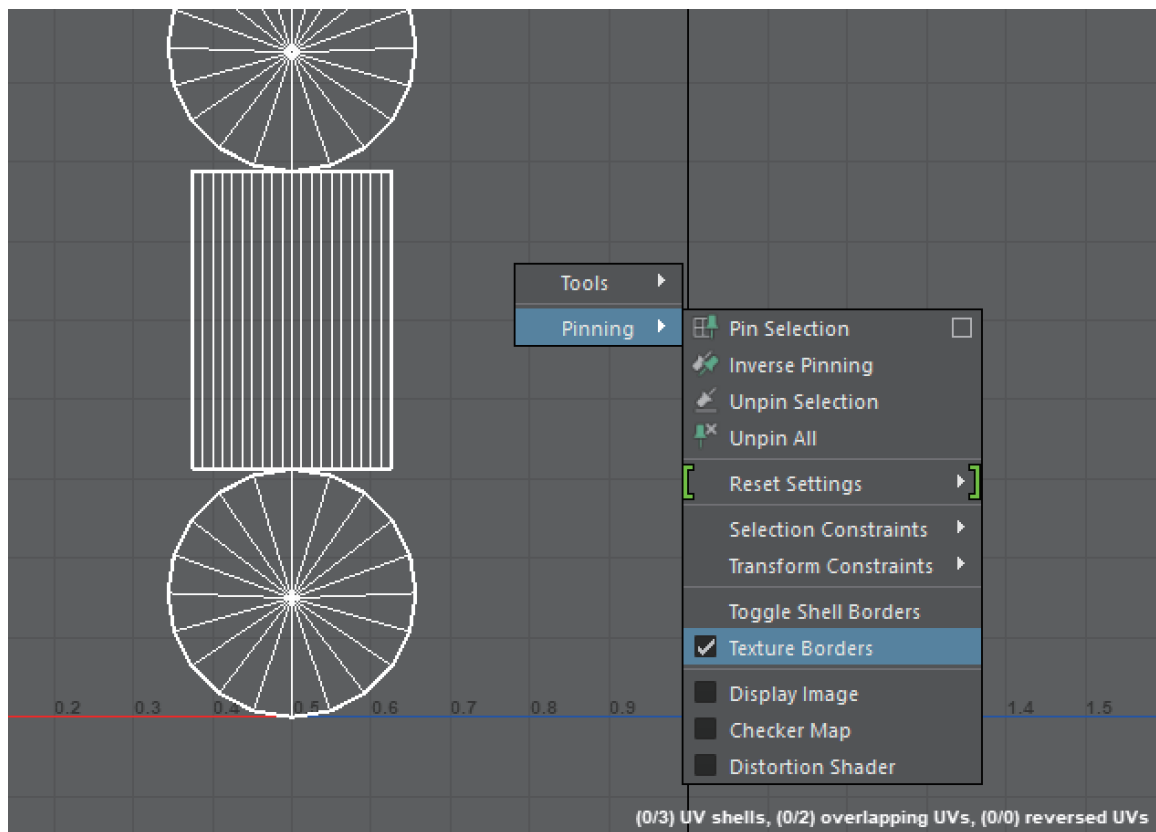 Tools
Pinning
Pin Selection
Inverse Pinning
Unpin Selection
Unpin All
Reset Settings
Selection Constraints
Transform Constraints
Toggle Shell Borders
Texture Borders
Display Image
Checker Map
Distortion Shader
0.2 0.3 0.4 0.5 0.6 0.7 0.8 0.9 1.4 1.5
(0/3) UV shells, (0/2) overlapping UVs, (0/0) reversed UVs